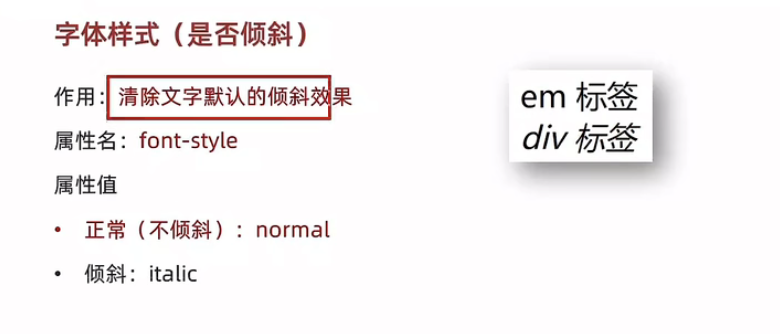 字体样式（是否倾斜）
作用：清除文字默认的倾斜效果
属性名：font-style
属性值
• 正常（不倾斜）：normal
• 倾斜：italic
em 标签
div 标签